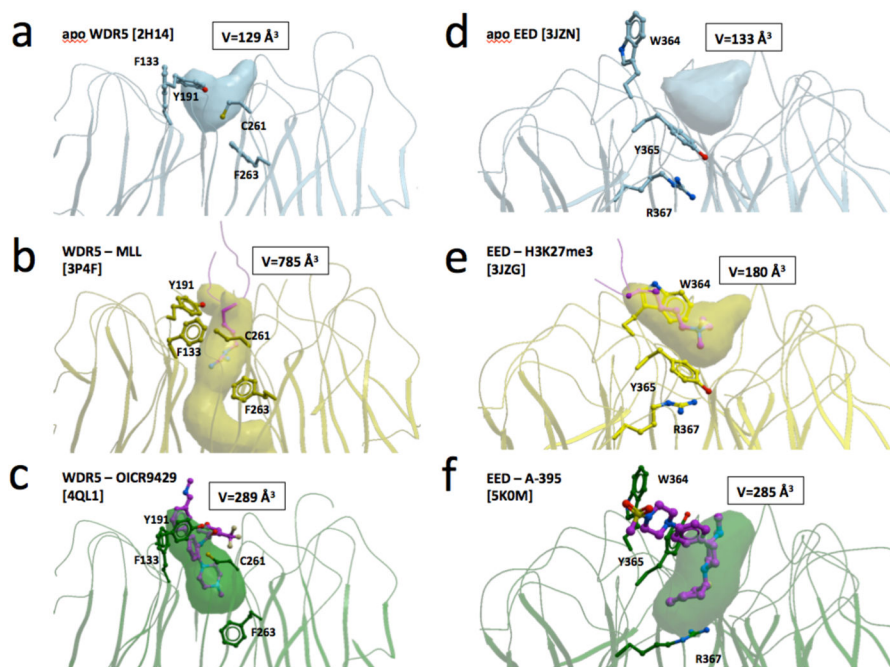 a
apo WDR5 [2H14]
V=129 Å³
F133
Y191
C261
F263
b
WDR5 – MLL
[3P4F]
V=785 Å³
Y191
C261
F133
F263
c
WDR5 – OICR9429
[4QL1]
V=289 Å³
Y191
F133
C261
F263
d
apo EED [3JZN]
W364
V=133 Å³
Y365
R367
e
EED – H3K27me3
[3JZG]
W364
V=180 Å³
Y365
R367
f
EED – A-395
[5K0M]
W364
V=285 Å³
Y365
R367